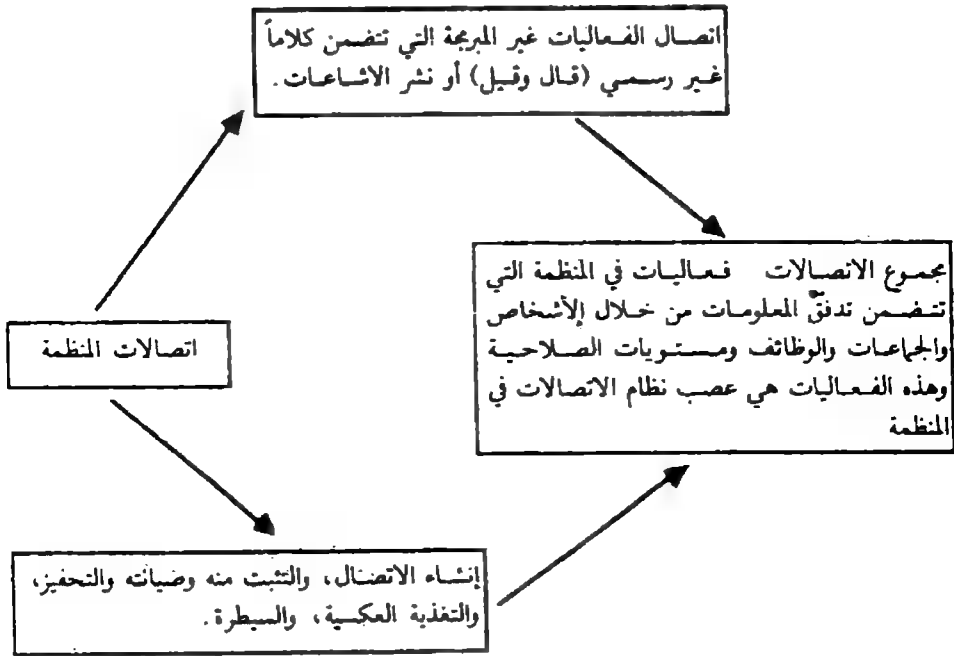 اتصال الفعاليات غير المبرمجة التي تتضمن كلاماً
غير رسمي (قال وقيل) أو نشر الاشاعات.
مجموع الاتصالات فعاليات في المنظمة التي
تتضمن تدفقّ المعلومات من خلال الأشخاص
والجماعات والوظائف ومستويات الصلاحية
وهذه الفعاليات هي عصب نظام الاتصالات في
المنظمة
اتصالات المنظمة
إنشاء الاتصال، والتثبت منه وضمانه والتحفيز،
والتغذية العكسية، والسيطرة.